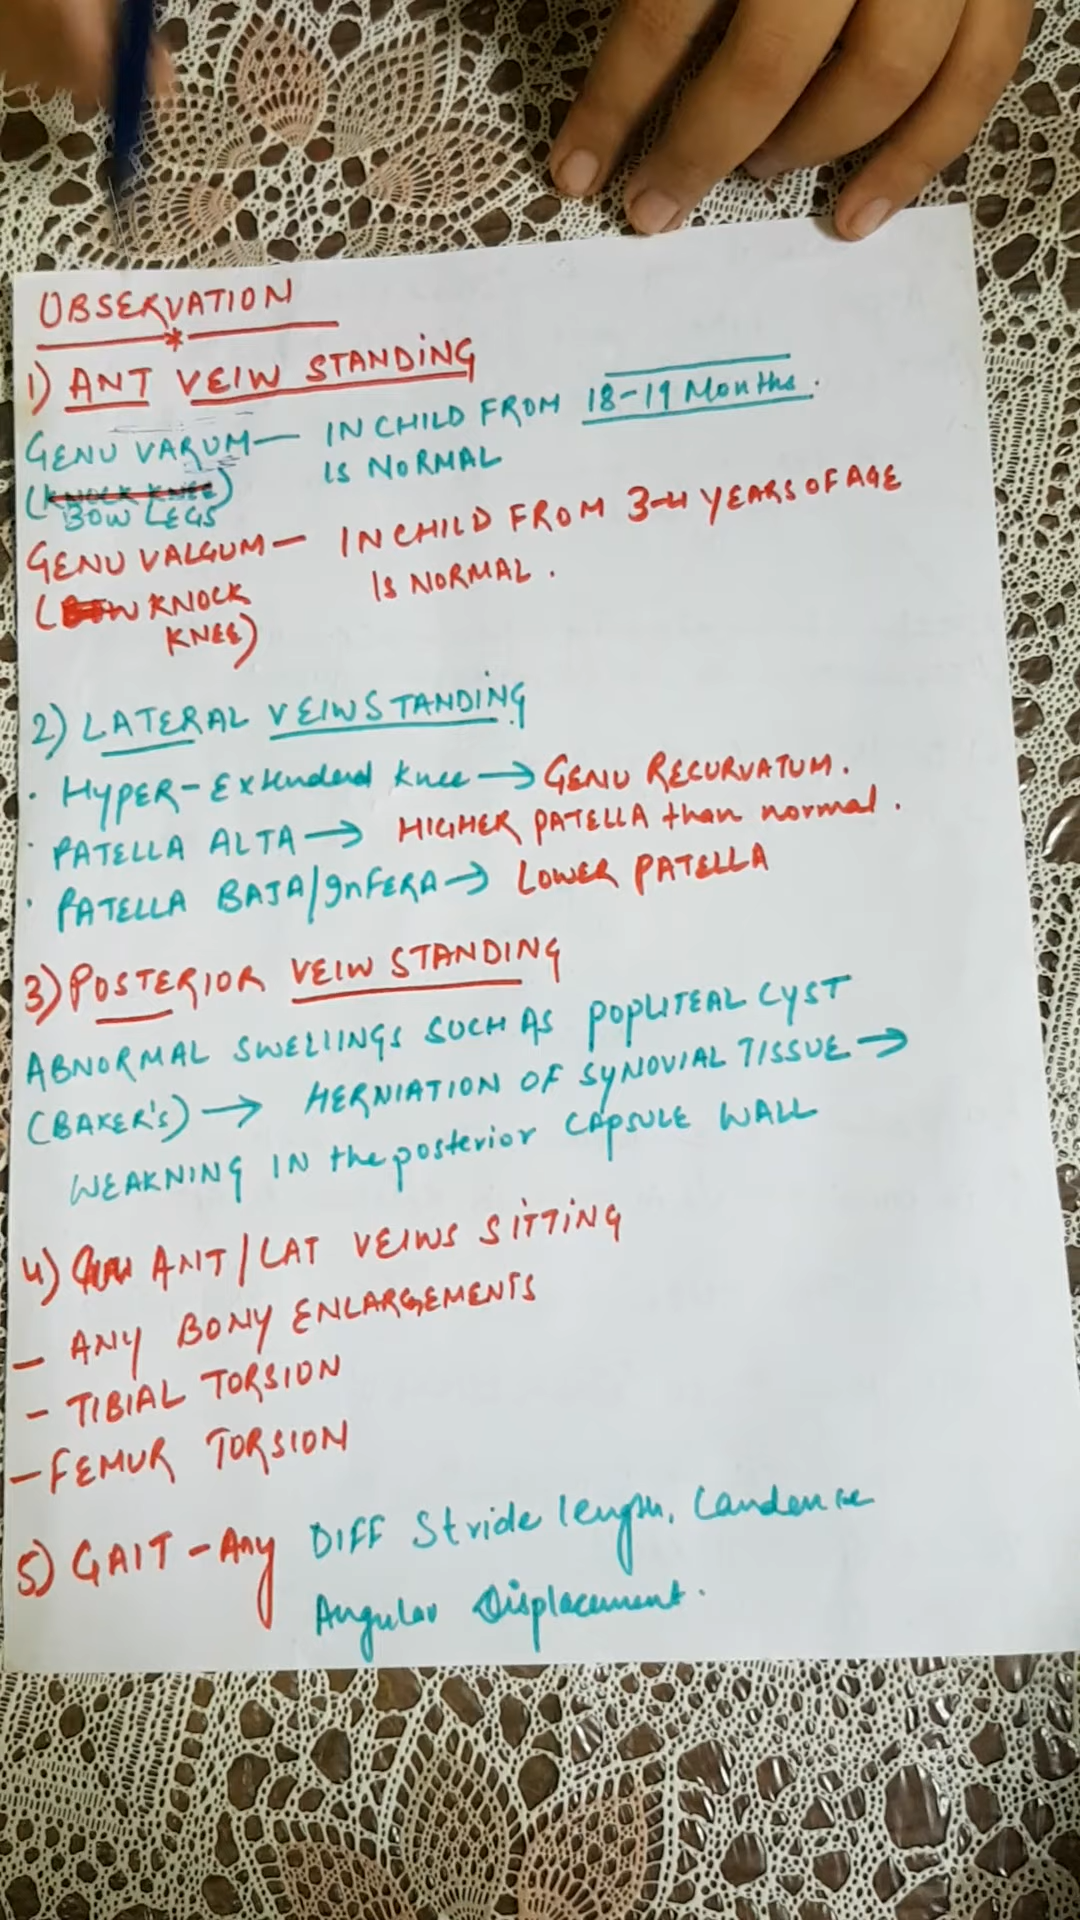 OBSERVATION
*
1) ANT VEIW STANDING
GENU VARUM — IN CHILD FROM 18-19 Months.
(KNOCK KNEE) IS NORMAL
BOW LEGS
GENU VALGUM — IN CHILD FROM 3-4 YEARS OF AGE
(BOW KNOCK IS NORMAL.
KNEE)
2) LATERAL VEIW STANDING
· HYPER-Extended Knee → GENU RECURVATUM.
· PATELLA ALTA → HIGHER PATELLA than normal.
· PATELLA BAJA/InFERA → LOWER PATELLA
3) POSTERIOR VEIW STANDING
ABNORMAL SWELLINGS SUCH AS POPLITEAL CYST
(BAKER'S) → HERNIATION OF SYNOVIAL TISSUE →
WEAKNING IN the posterior CAPSULE WALL
4) ANT/LAT VEIWS SITTING
- ANY BONY ENLARGEMENTS
- TIBIAL TORSION
- FEMUR TORSION
5) GAIT - Any DIFF Stride length, Candence
Angular Displacement.